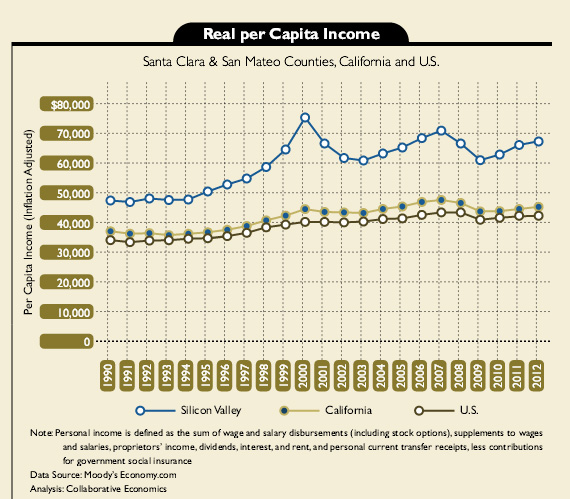 Real per Capita Income
Santa Clara & San Mateo Counties, California and U.S.
Per Capita Income (Inflation Adjusted)
$80,000
70,000
60,000
50,000
40,000
30,000
20,000
10,000
0
1990 1991 1992 1993 1994 1995 1996 1997 1998 1999 2000 2001 2002 2003 2004 2005 2006 2007 2008 2009 2010 2011 2012
Silicon Valley California U.S.
Note: Personal income is defined as the sum of wage and salary disbursements (including stock options), supplements to wages
and salaries, proprietors' income, dividends, interest, and rent, and personal current transfer receipts, less contributions
for government social insurance
Data Source: Moody's Economy.com
Analysis: Collaborative Economics